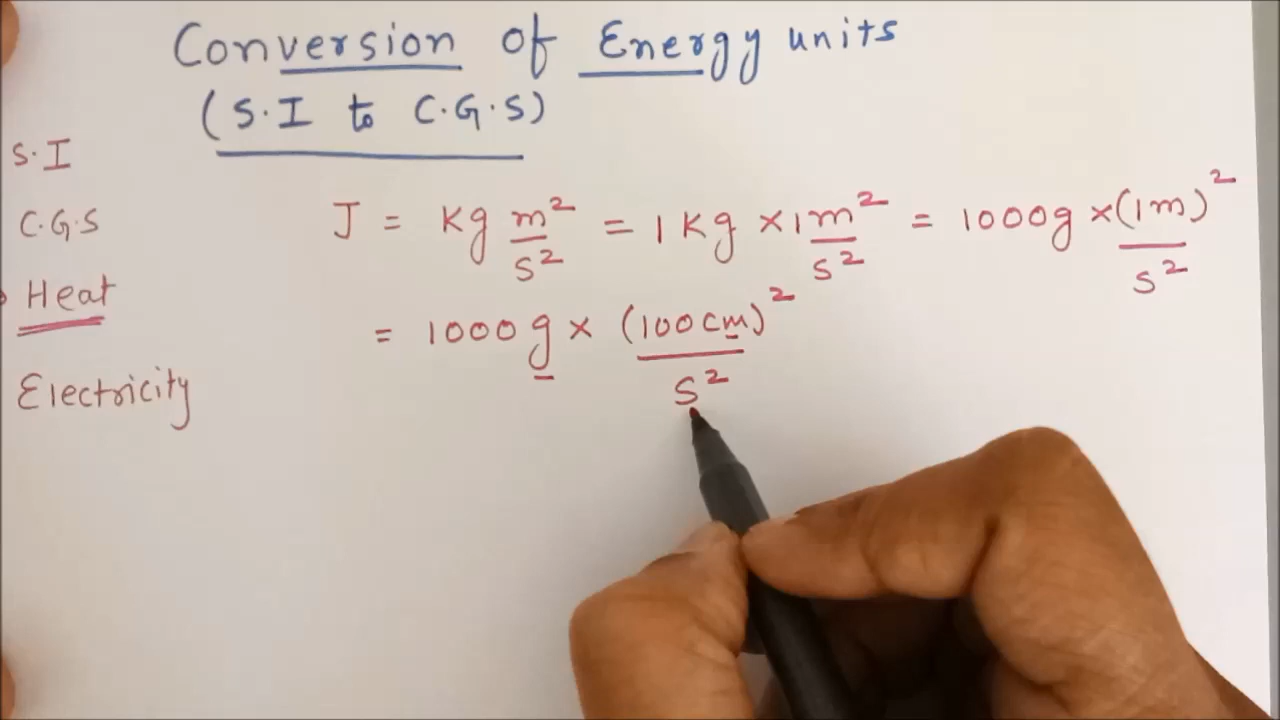 Conversion of Energy units
(S.I to C.G.S)
S.I
C.G.S
Heat
Electricity
J = Kg m²/s² = 1 Kg × 1 m²/s² = 1000g × (1m)²/s²
= 1000g × (100cm)²/s²